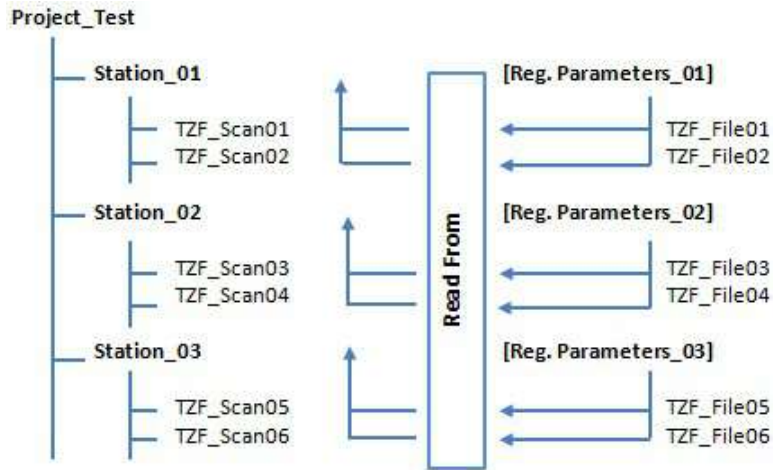 Project_Test
Station_01
[Reg. Parameters_01]
TZF_Scan01
TZF_File01
TZF_Scan02
TZF_File02
Station_02
[Reg. Parameters_02]
Read From
TZF_Scan03
TZF_File03
TZF_Scan04
TZF_File04
Station_03
[Reg. Parameters_03]
TZF_Scan05
TZF_File05
TZF_Scan06
TZF_File06